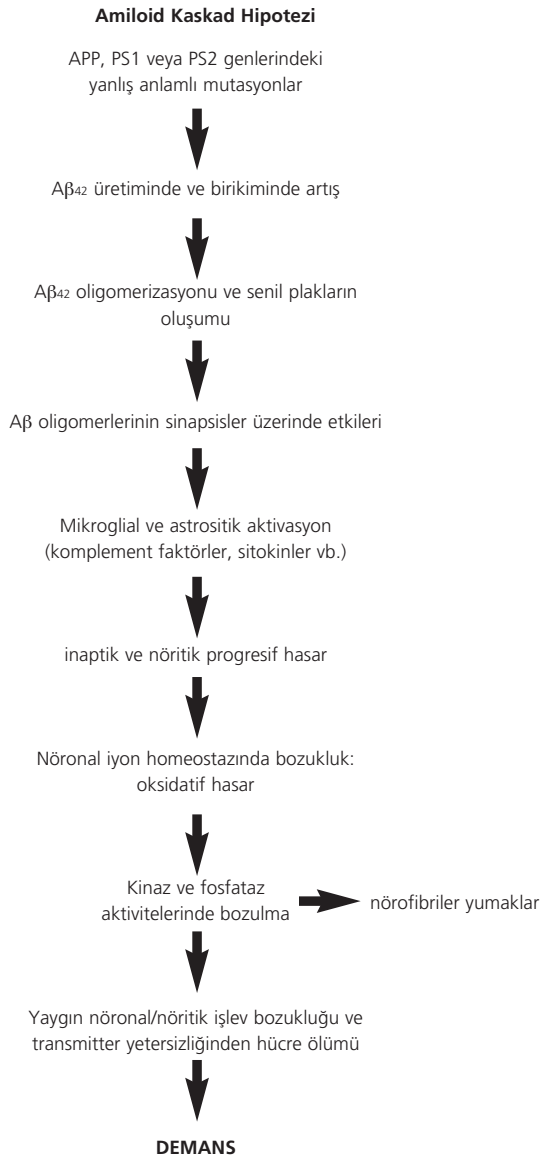 Amiloid Kaskad Hipotezi
APP, PS1 veya PS2 genlerindeki
yanlış anlamlı mutasyonlar
Aβ42 üretiminde ve birikiminde artış
Aβ42 oligomerizasyonu ve senil plakların
oluşumu
Aβ oligomerlerinin sinapsisler üzerinde etkileri
Mikroglial ve astrositik aktivasyon
(komplement faktörler, sitokinler vb.)
inaptik ve nöritik progresif hasar
Nöronal iyon homeostazında bozukluk:
oksidatif hasar
Kinaz ve fosfataz
aktivitelerinde bozulma
nörofibriler yumaklar
Yaygın nöronal/nöritik işlev bozukluğu ve
transmitter yetersizliğinden hücre ölümü
DEMANS